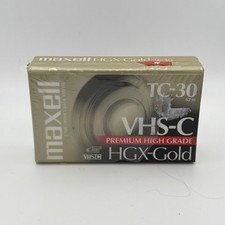 maxell HGX-Gold
maxell
TC-30
VHS-C
PREMIUM HIGH GRADE
HGX-Gold
VHS C